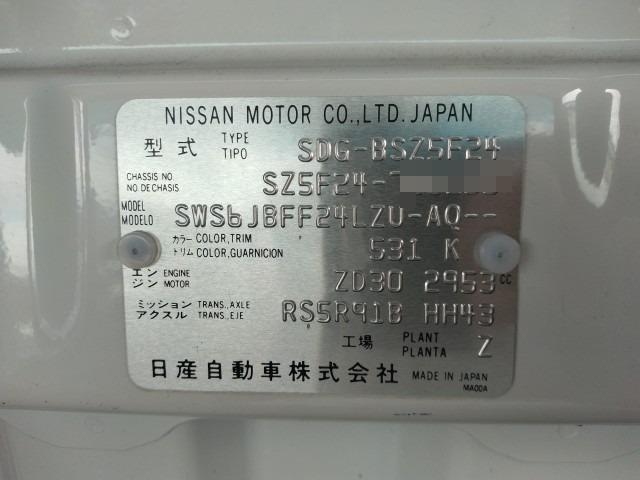 NISSAN MOTOR CO.,LTD. JAPAN
型式 TYPE TIPO SDG-BSZ5F24
CHASSIS NO. NO DE CHASIS SZ5F24-
MODEL MODELO SWS6JBFF24LZU-AQ--
カラー COLOR,TRIM トリム COLOR,GUARNICION 531 K
エンジン ENGINE MOTOR ZD30 2953 CC
ミッション TRANS.,AXLE アクスル TRANS.,EJE RS5R91B HH43
工場 PLANT PLANTA Z
日産自動車株式会社 MADE IN JAPAN
MA00A